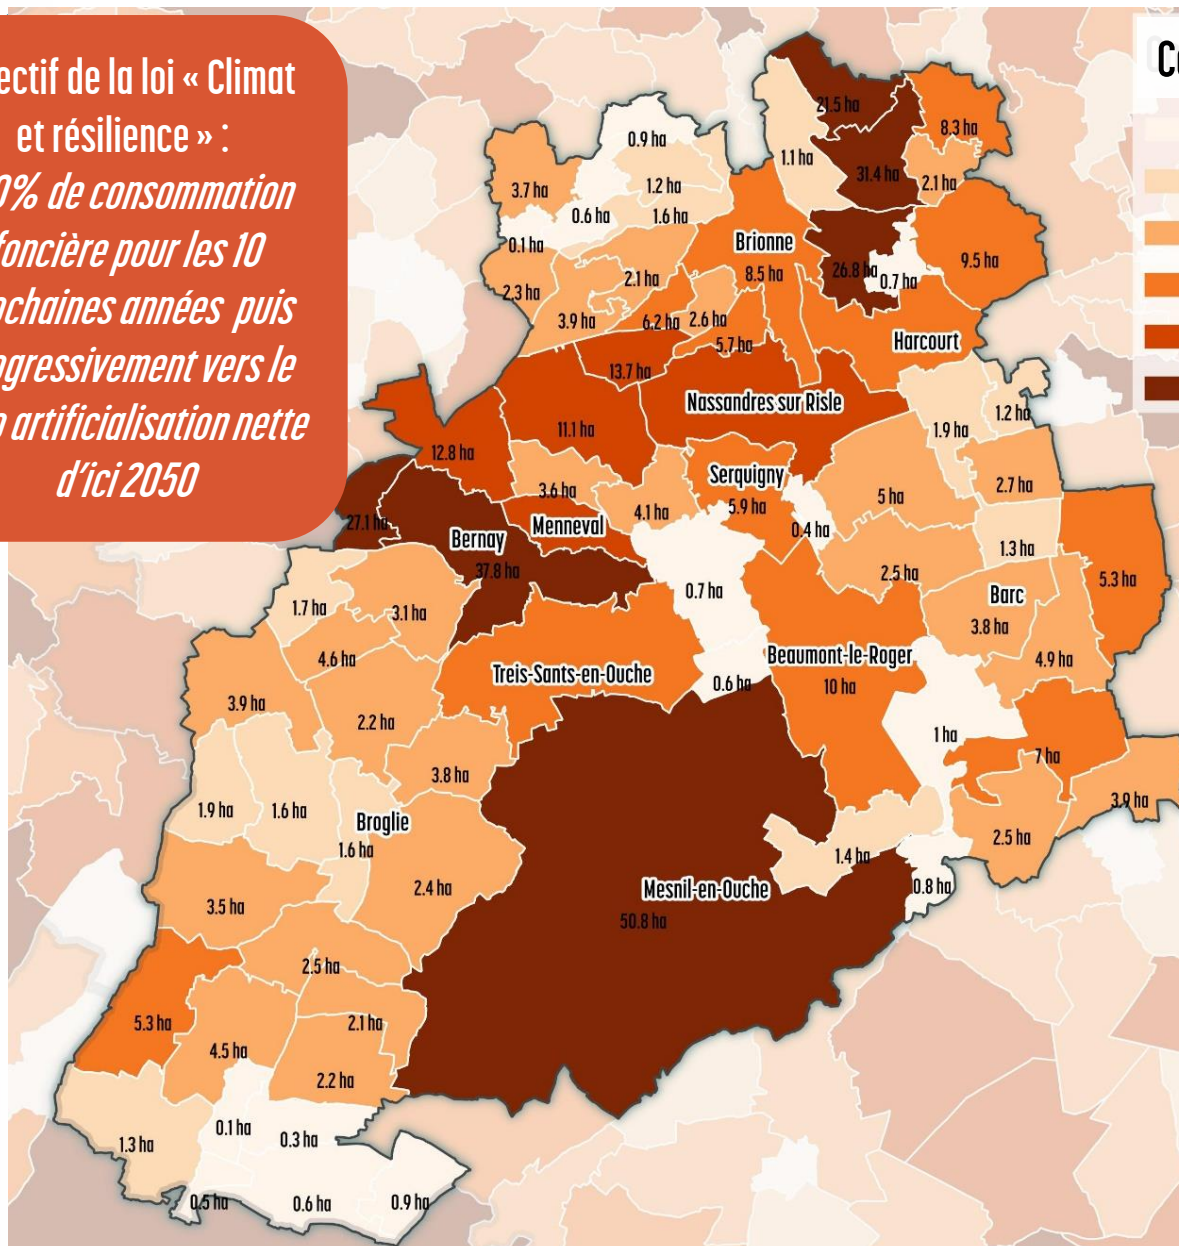 ectif de la loi « Climat
et résilience » :
0% de consommation
foncière pour les 10
ochaines années puis
ogressivement vers le
o artificialisation nette
d'ici 2050
Co
21.5 ha
8.3 ha
0.9 ha
1.1 ha
31.4 ha
2.1 ha
3.7 ha
1.2 ha
0.6 ha
1.6 ha
0.1 ha
Brionne
8.5 ha
26.8 ha
0.7 ha
9.5 ha
2.3 ha
2.1 ha
3.9 ha
6.2 ha
2.6 ha
5.7 ha
Harcourt
13.7 ha
Nassandres sur Risle
1.2 ha
1.9 ha
11.1 ha
12.8 ha
Serquigny
5.9 ha
3.6 ha
4.1 ha
5 ha
2.7 ha
27.1 ha
Bernay
37.8 ha
Menneval
0.4 ha
1.3 ha
2.5 ha
5.3 ha
0.7 ha
1.7 ha
3.1 ha
Barc
3.8 ha
4.6 ha
Treis-Sants-en-Ouche
0.6 ha
Beaumont-le-Roger
10 ha
4.9 ha
3.9 ha
2.2 ha
1 ha
7 ha
3.8 ha
1.9 ha
1.6 ha
Broglie
1.6 ha
3.9 ha
2.5 ha
1.4 ha
2.4 ha
Mesnil-en-Ouche
50.8 ha
0.8 ha
3.5 ha
2.5 ha
5.3 ha
2.1 ha
4.5 ha
2.2 ha
1.3 ha
0.1 ha
0.3 ha
0.5 ha
0.6 ha
0.9 ha